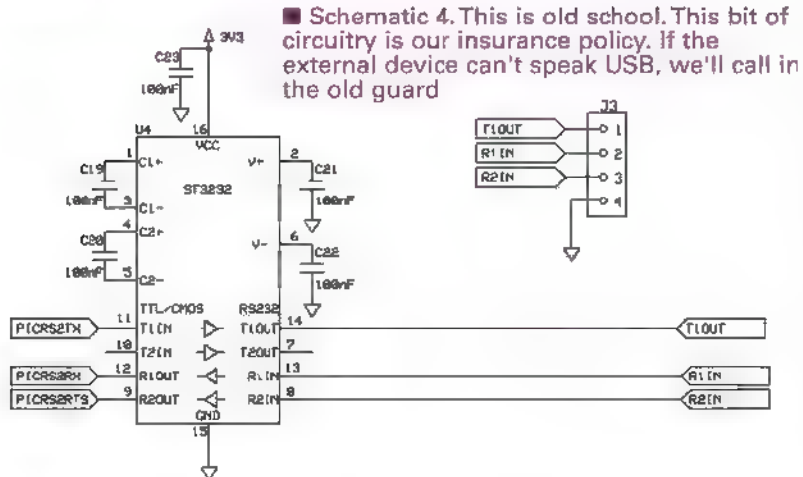 ■ Schematic 4. This is old school. This bit of
circuitry is our insurance policy. If the
external device can't speak USB, we'll call in
the old guard
3V3
C23
100nF
U4
16
VCC
1
C1+
C19
100nF
3
C1-
4
C2+
C20
100nF
5
C2-
ST3232
V+
2
C21
100nF
V-
6
C22
100nF
TTL/CMOS
RS232
PICRS2TX
11
T1IN
T1OUT
14
T1OUT
10
T2IN
T2OUT
7
PICRS2RX
12
R1OUT
R1IN
13
R1IN
PICRS2RTS
9
R2OUT
R2IN
8
R2IN
GND
15
J3
T1OUT
1
R1IN
2
R2IN
3
4